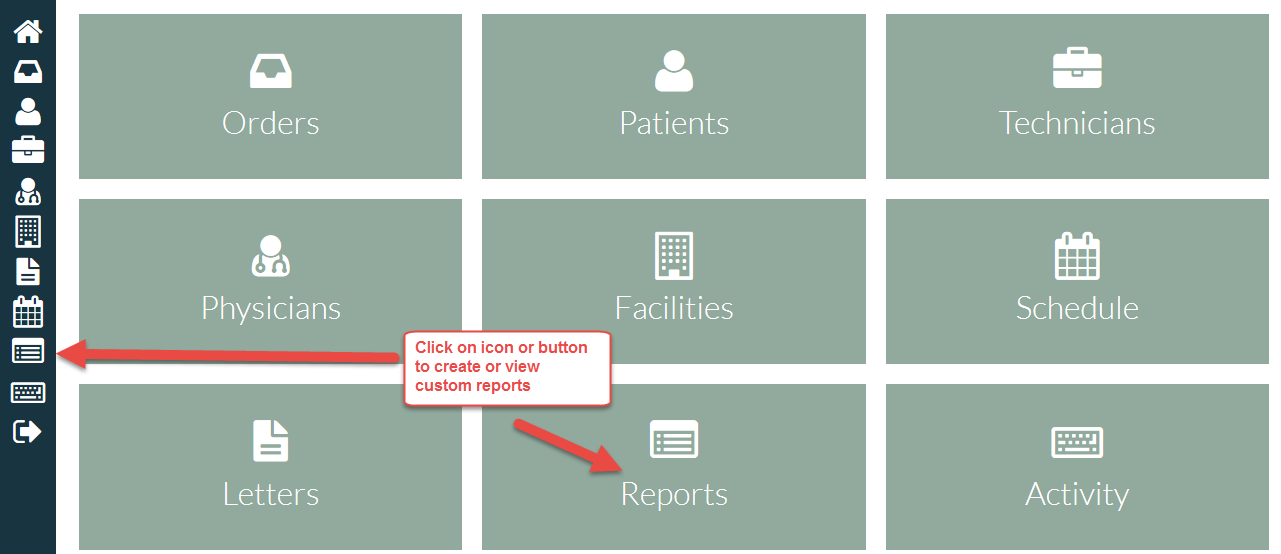 Orders
Patients
Technicians
Physicians
Facilities
Schedule
Click on icon or button
to create or view
custom reports
Letters
Reports
Activity